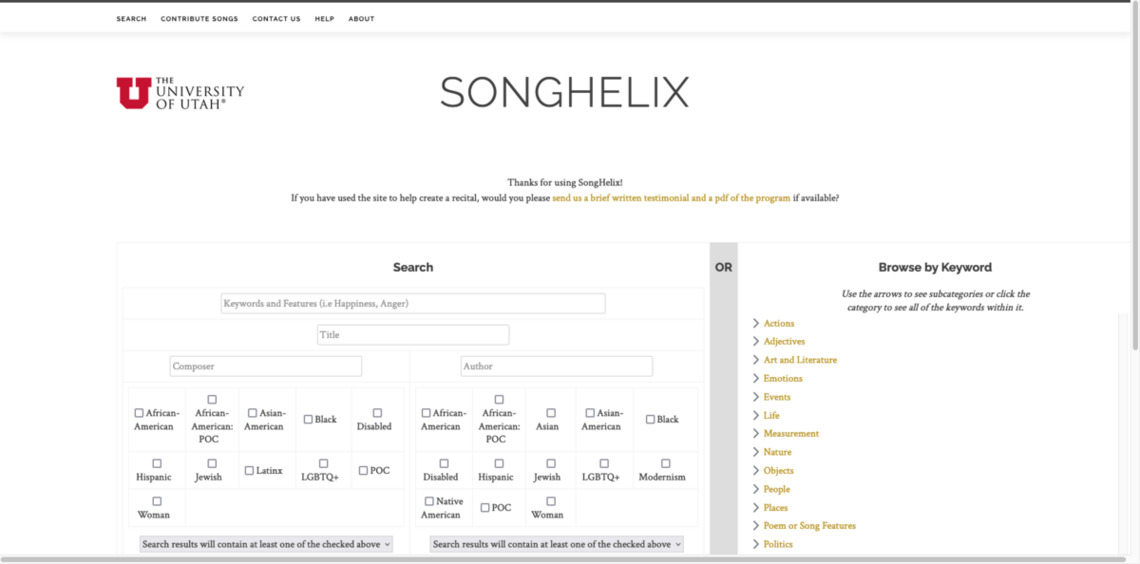 SEARCH CONTRIBUTE SONGS CONTACT US HELP ABOUT
THE
UNIVERSITY
OF UTAH®
SONGHELIX
Thanks for using SongHelix!
If you have used the site to help create a recital, would you please send us a brief written testimonial and a pdf of the program if available?
Search
Keywords and Features (i.e Happiness, Anger)
Title
Composer
Author
African-
American
African-
American:
POC
Asian-
American
Black
Disabled
Hispanic
Jewish
Latinx
LGBTQ+
POC
Woman
Search results will contain at least one of the checked above
African-
American
African-
American:
POC
Asian
Asian-
American
Black
Disabled
Hispanic
Jewish
LGBTQ+
Modernism
Native
American
POC
Woman
Search results will contain at least one of the checked above
OR
Browse by Keyword
Use the arrows to see subcategories or click the
category to see all of the keywords within it.
Actions
Adjectives
Art and Literature
Emotions
Events
Life
Measurement
Nature
Objects
People
Places
Poem or Song Features
Politics